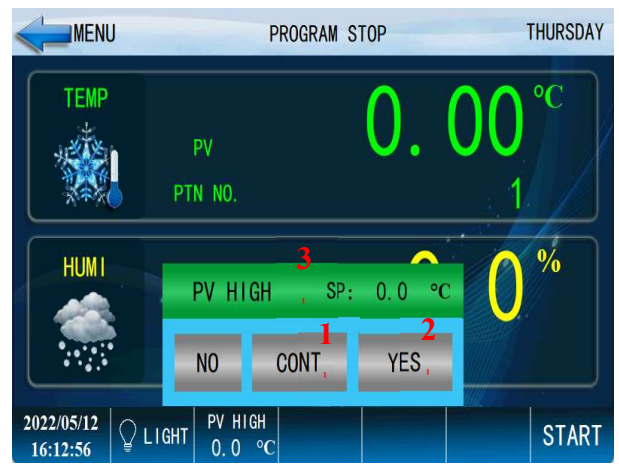 MENU PROGRAM STOP THURSDAY
TEMP
0.00 °C
PV
PTN NO. 1
HUMI
%
3
PV HIGH SP: 0.0 °C
1 2
NO CONT YES
2022/05/12
16:12:56
LIGHT
PV HIGH
0.0 °C
START